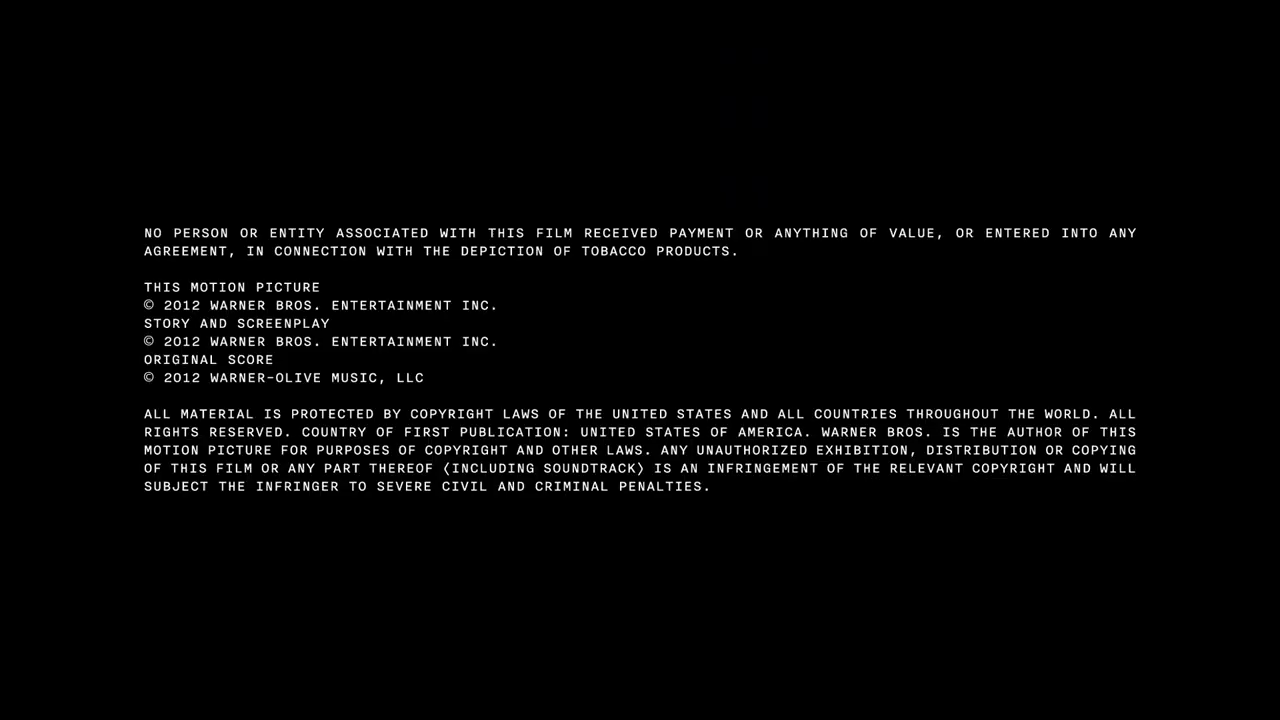 NO PERSON OR ENTITY ASSOCIATED WITH THIS FILM RECEIVED PAYMENT OR ANYTHING OF VALUE, OR ENTERED INTO ANY
AGREEMENT, IN CONNECTION WITH THE DEPICTION OF TOBACCO PRODUCTS.
THIS MOTION PICTURE
© 2012 WARNER BROS. ENTERTAINMENT INC.
STORY AND SCREENPLAY
© 2012 WARNER BROS. ENTERTAINMENT INC.
ORIGINAL SCORE
© 2012 WARNER-OLIVE MUSIC, LLC
ALL MATERIAL IS PROTECTED BY COPYRIGHT LAWS OF THE UNITED STATES AND ALL COUNTRIES THROUGHOUT THE WORLD. ALL
RIGHTS RESERVED. COUNTRY OF FIRST PUBLICATION: UNITED STATES OF AMERICA. WARNER BROS. IS THE AUTHOR OF THIS
MOTION PICTURE FOR PURPOSES OF COPYRIGHT AND OTHER LAWS. ANY UNAUTHORIZED EXHIBITION, DISTRIBUTION OR COPYING
OF THIS FILM OR ANY PART THEREOF (INCLUDING SOUNDTRACK) IS AN INFRINGEMENT OF THE RELEVANT COPYRIGHT AND WILL
SUBJECT THE INFRINGER TO SEVERE CIVIL AND CRIMINAL PENALTIES.